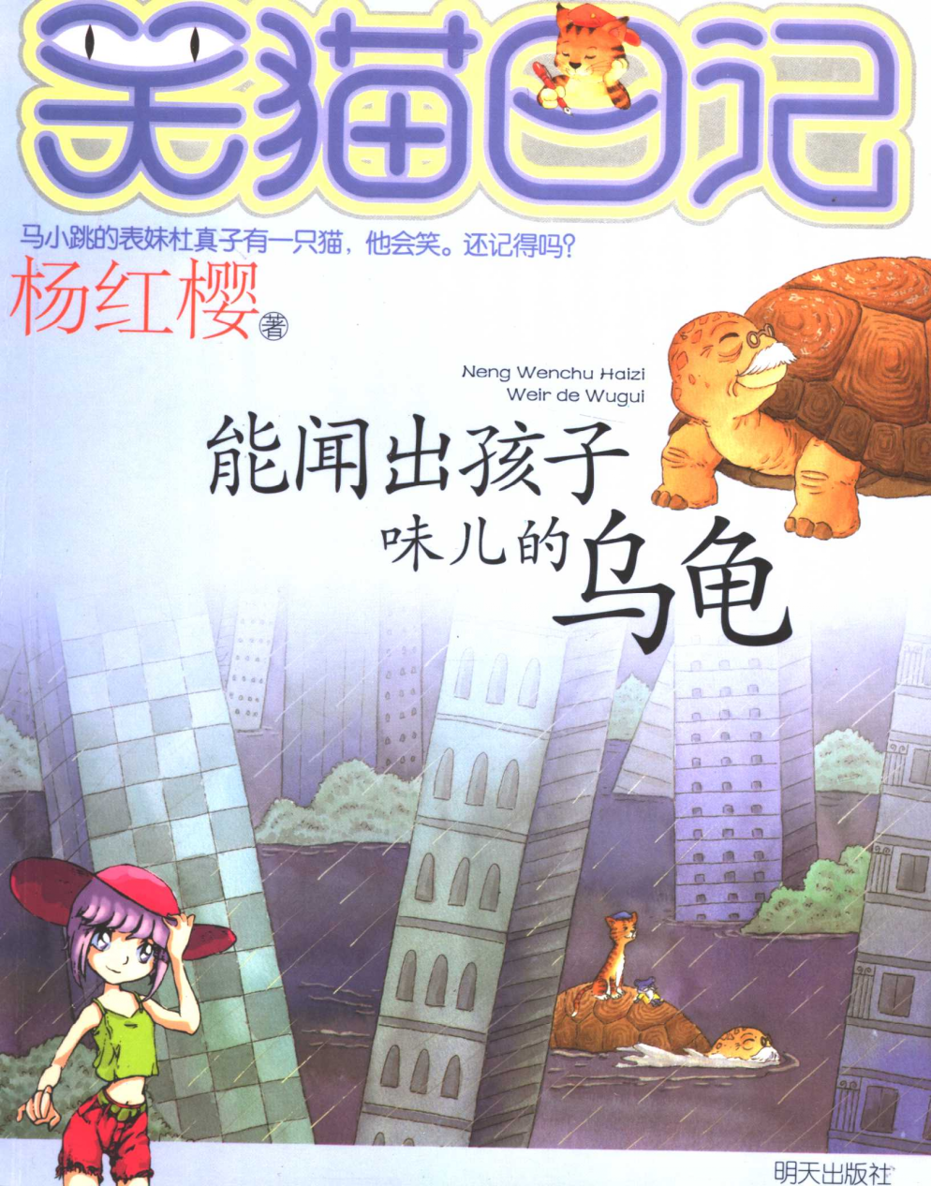 笑猫日记
马小跳的表妹杜真子有一只猫，他会笑。还记得吗？
杨红樱 著
Neng Wenchu Haizi
Weir de Wugui
能闻出孩子
味儿的乌龟
明天出版社